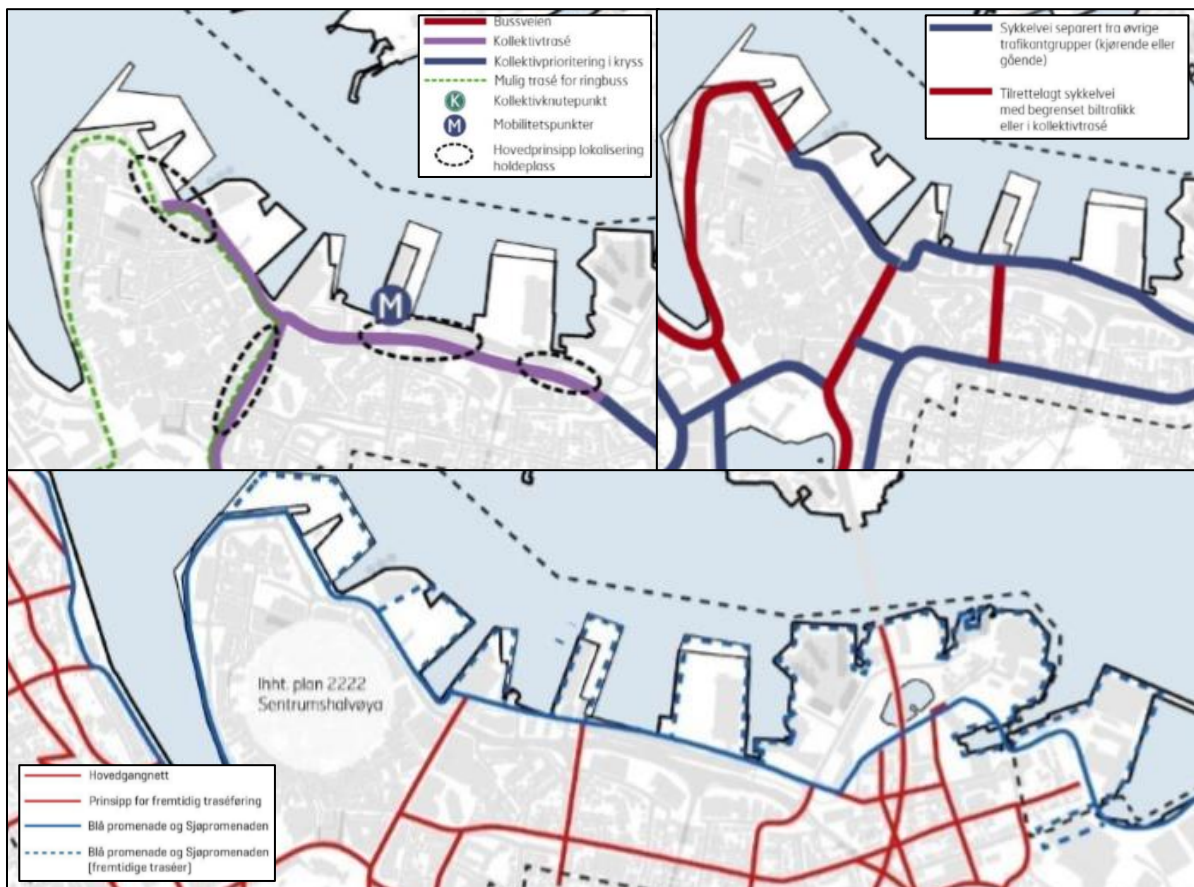 Bussveien
Kollektivtrasé
Kollektivprioritering i kryss
Mulig trasé for ringbuss
K Kollektivknutepunkt
M Mobilitetspunkter
Hovedprinsipp lokalisering
holdeplass
M
Sykkelvei separert fra øvrige
trafikantgrupper (kjørende eller
gående)
Tilrettelagt sykkelvei
med begrenset biltrafikk
eller i kollektivtrasé
Ihht. plan 2222
Sentrumshalvøya
Hovedgangnett
Prinsipp for fremtidig traséføring
Blå promenade og Sjøpromenaden
Blå promenade og Sjøpromenaden
(fremtidige traséer)